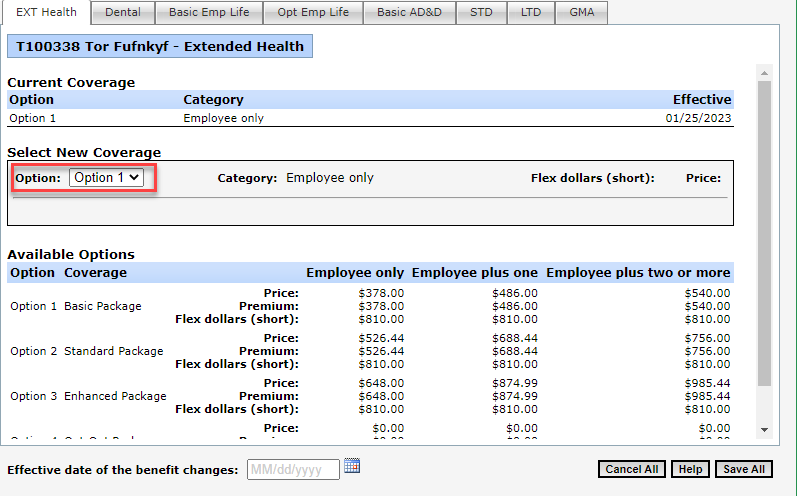 EXT Health Dental Basic Emp Life Opt Emp Life Basic AD&D STD LTD GMA
T100338 Tor Fufnkyf - Extended Health
Current Coverage
Option Category Effective
Option 1 Employee only 01/25/2023
Select New Coverage
Option: Option 1 Category: Employee only Flex dollars (short): Price:
Available Options
Option Coverage Employee only Employee plus one Employee plus two or more
Price: $378.00 $486.00 $540.00
Option 1 Basic Package Premium: $378.00 $486.00 $540.00
Flex dollars (short): $810.00 $810.00 $810.00
Price: $526.44 $688.44 $756.00
Option 2 Standard Package Premium: $526.44 $688.44 $756.00
Flex dollars (short): $810.00 $810.00 $810.00
Price: $648.00 $874.99 $985.44
Option 3 Enhanced Package Premium: $648.00 $874.99 $985.44
Flex dollars (short): $810.00 $810.00 $810.00
Price: $0.00 $0.00 $0.00
Effective date of the benefit changes: MM/dd/yyyy Cancel All Help Save All